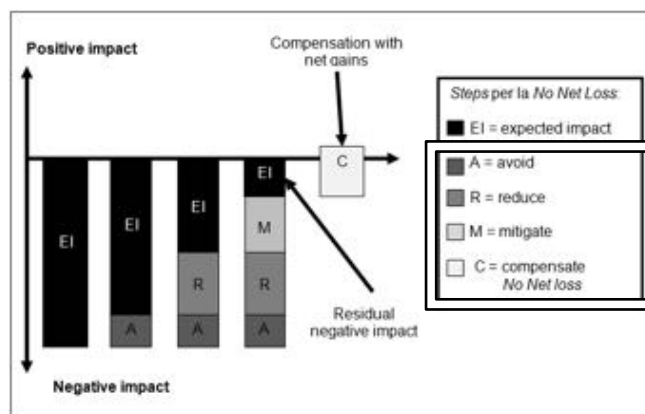 Positive impact
Compensation with
net gains
Steps per la No Net Loss:
EI = expected impact
A = avoid
R = reduce
M = mitigate
C = compensate
No Net loss
C
EI
EI
EI
EI
M
R
R
A
A
A
Residual
negative impact
Negative impact